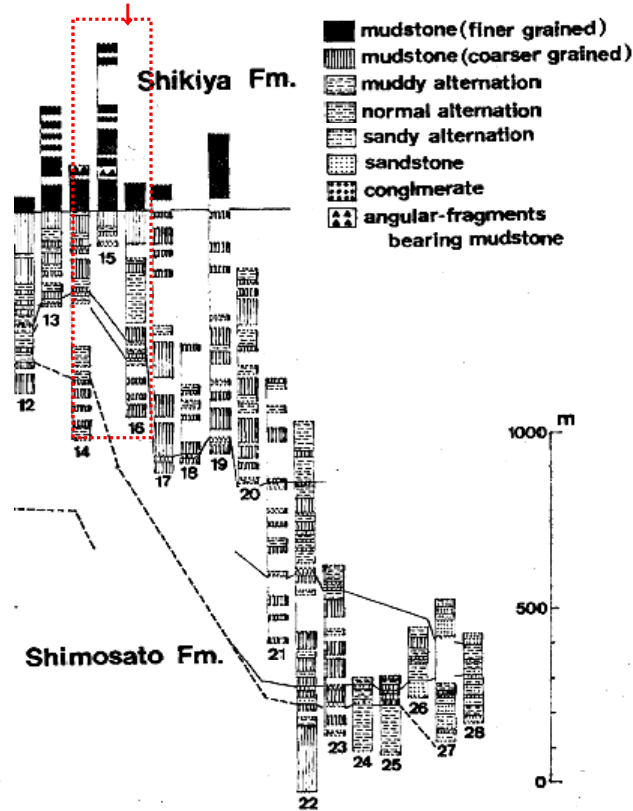 mudstone (finer grained)
mudstone (coarser grained)
Shikiya Fm.
muddy alternation
normal alternation
sandy alternation
sandstone
conglmerate
angular-fragments
bearing mudstone
15
13
12
16
14
17
18
19
20
m
1000
500
0
21
Shimosato Fm.
22
23
24
25
26
27
28